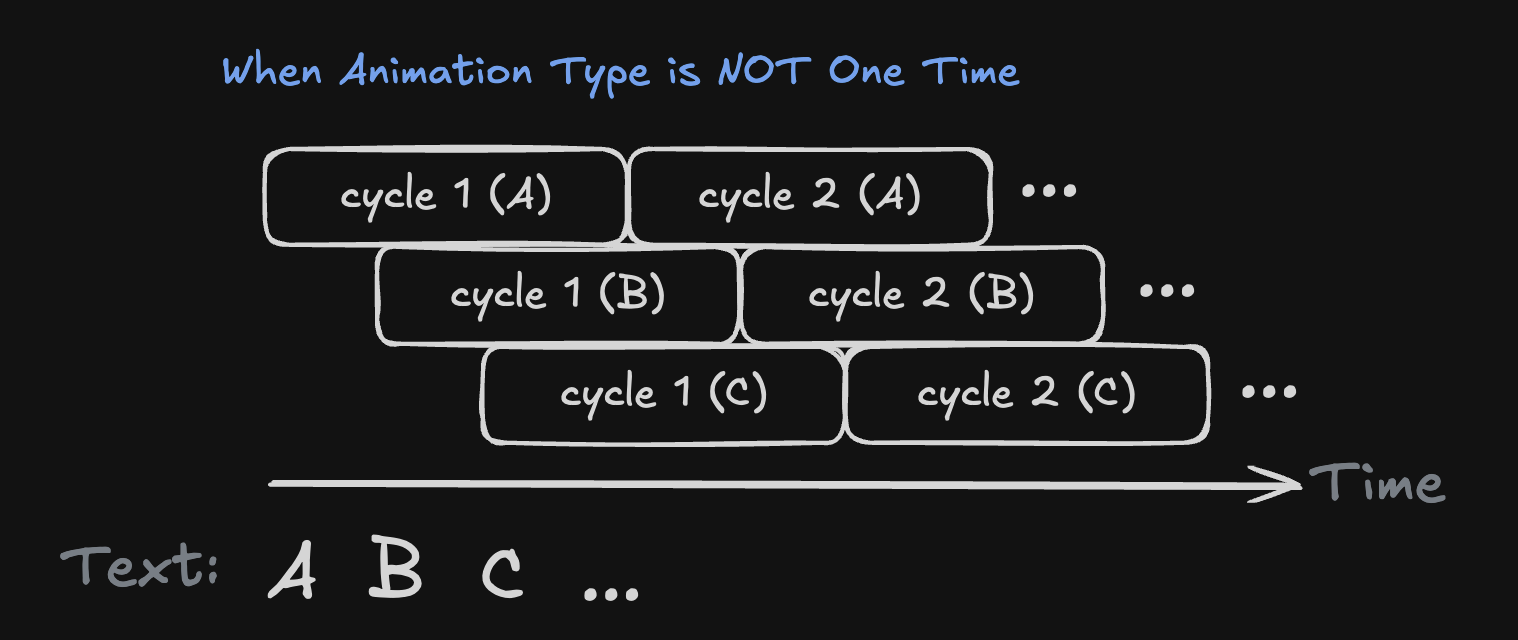 When Animation Type is NOT One Time
cycle 1 (A) cycle 2 (A) ...
cycle 1 (B) cycle 2 (B) ...
cycle 1 (C) cycle 2 (C) ...
Time
Text: A B C ...